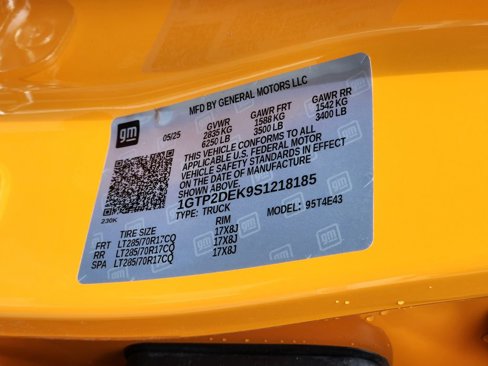 MFD BY GENERAL MOTORS LLC
gm
05/25
GVWR GAWR FRT GAWR RR
2835 KG 1588 KG 1542 KG
6250 LB 3500 LB 3400 LB
THIS VEHICLE CONFORMS TO ALL
APPLICABLE U.S. FEDERAL MOTOR
VEHICLE SAFETY STANDARDS IN EFFECT
ON THE DATE OF MANUFACTURE
SHOWN ABOVE.
1GTP2DEK9S1218185
TYPE: TRUCK MODEL: 95T4E43
230K
TIRE SIZE RIM
FRT LT285/70R17CQ 17X8J
RR LT285/70R17CQ 17X8J
SPA LT285/70R17CQ 17X8J